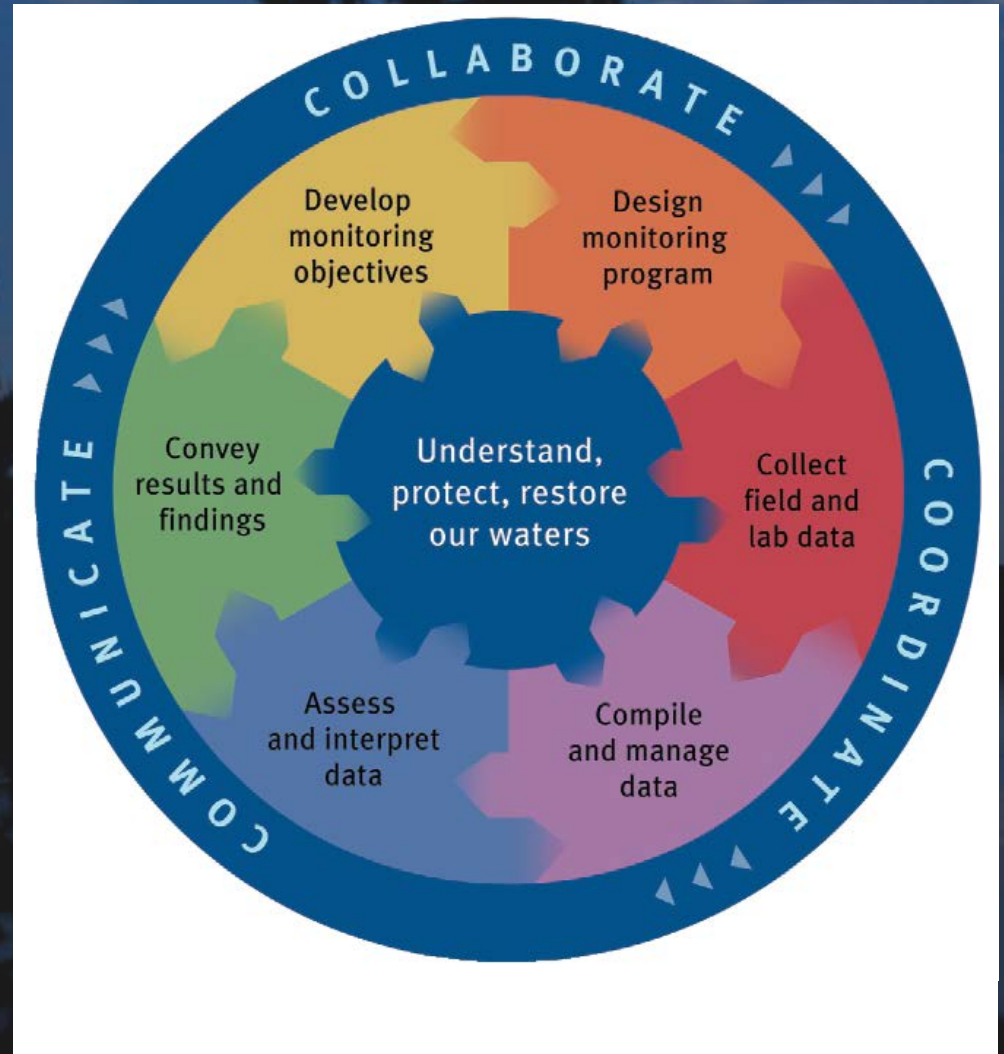 COLLABORATE
Develop
monitoring
objectives
Design
monitoring
program
Collect
field and
lab data
Compile
and manage
data
Assess
and interpret
data
Convey
results and
findings
Understand,
protect, restore
our waters
COORDINATE
COMMUNICATE